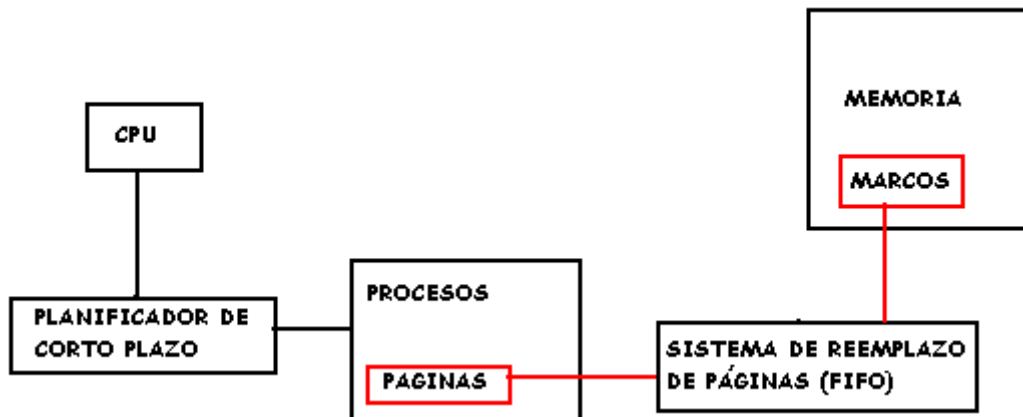 CPU
PLANIFICADOR DE
CORTO PLAZO
PROCESOS
PAGINAS
MEMORIA
MARCOS
SISTEMA DE REEMPLAZO
DE PÁGINAS (FIFO)